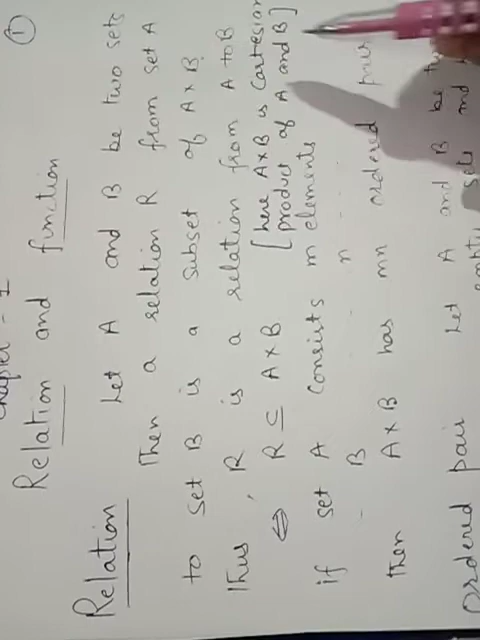 Chapter - I
①
Relation and function
Relation
Let A and B be two sets
Then a relation R from set A
to set B is a subset of A×B.
Thus, R is a relation from A to B
⇔ R ⊆ A×B [here A×B is Cartesian
product of A and B]
if set A consists m elements
- B - - n - - -
then A×B has mn ordered pair
Ordered pair Let A and B be
sets and